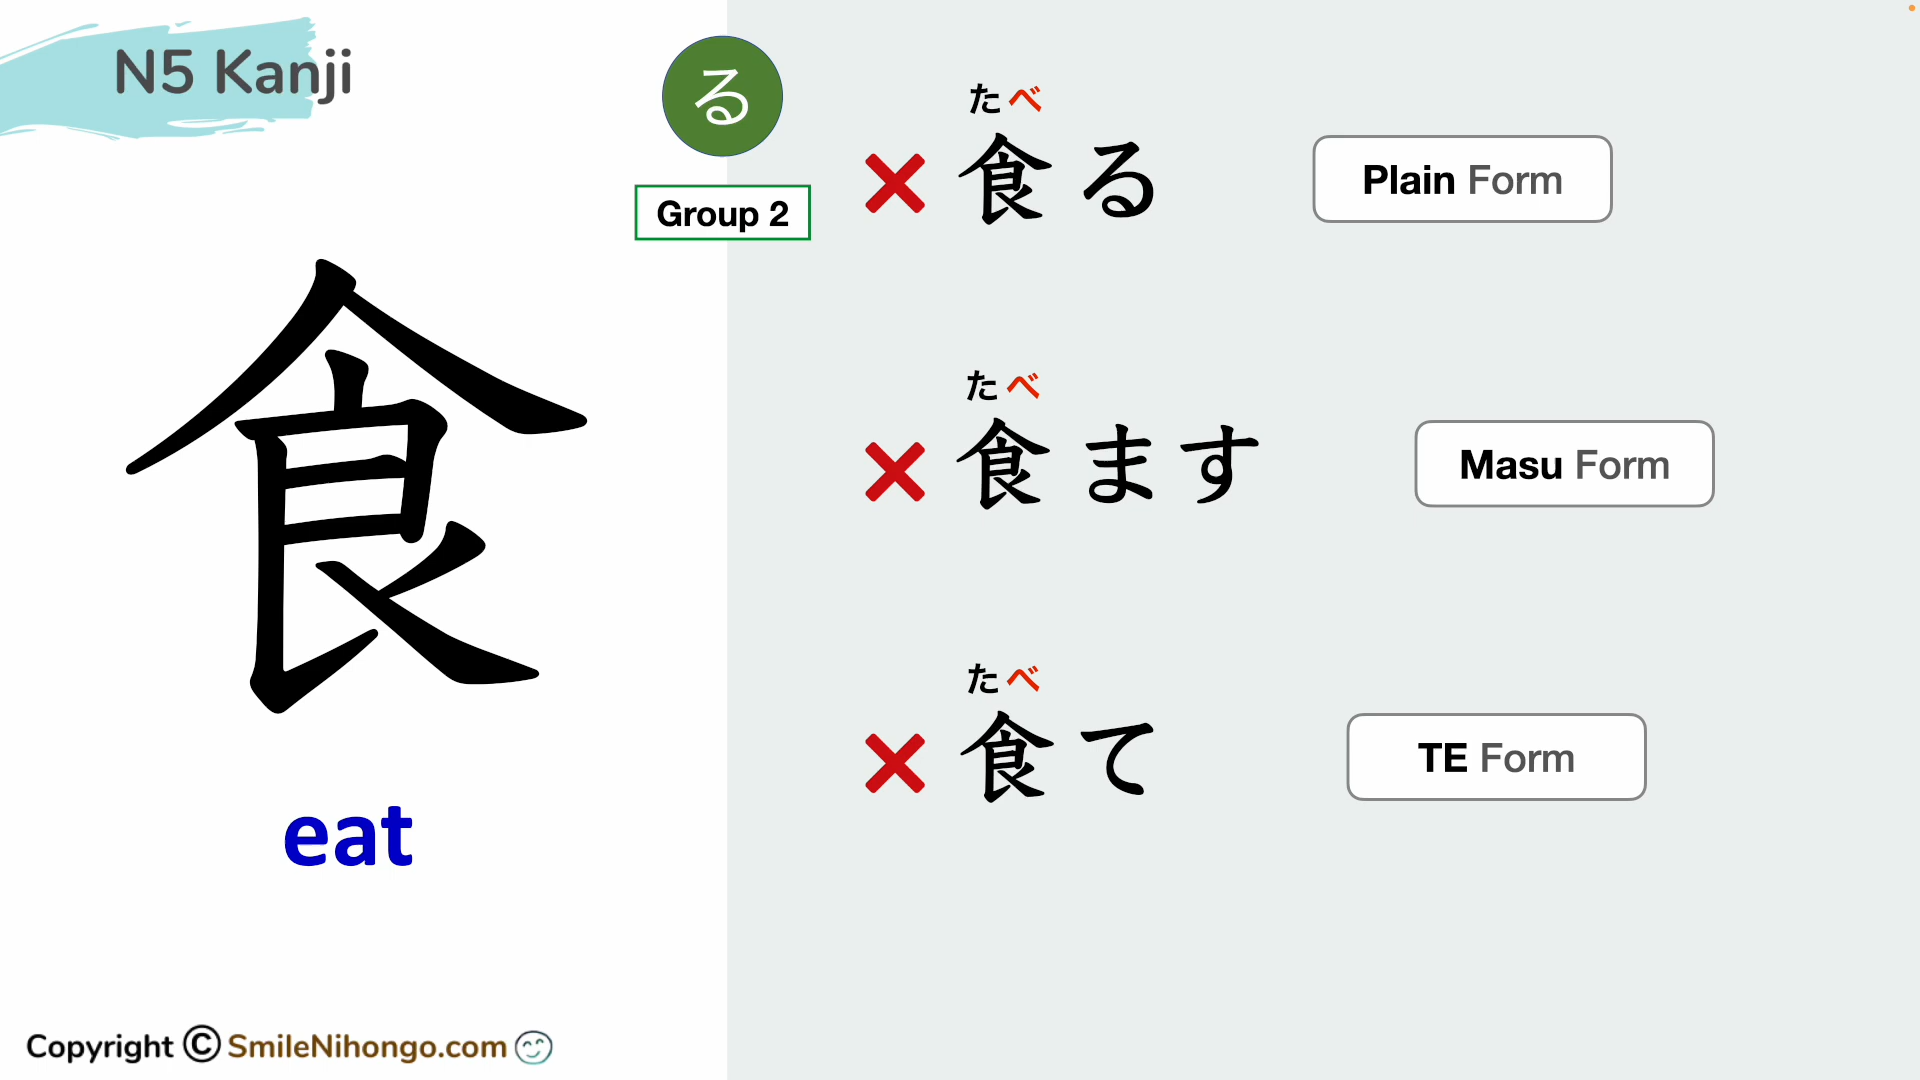 N5 Kanji
る
Group 2
食
eat
たべ
食る
Plain Form
たべ
食ます
Masu Form
たべ
食て
TE Form
Copyright © SmileNihongo.com